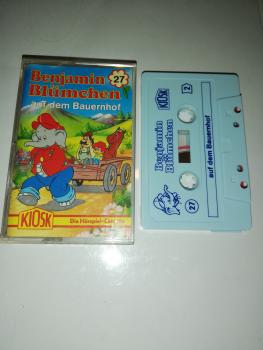 Benjamin
Blümchen
27
auf dem Bauernhof
KIOSK
Die Hörspiel-Cassette
KIOSK
2
Benjamin
Blümchen
auf dem Bauernhof
27